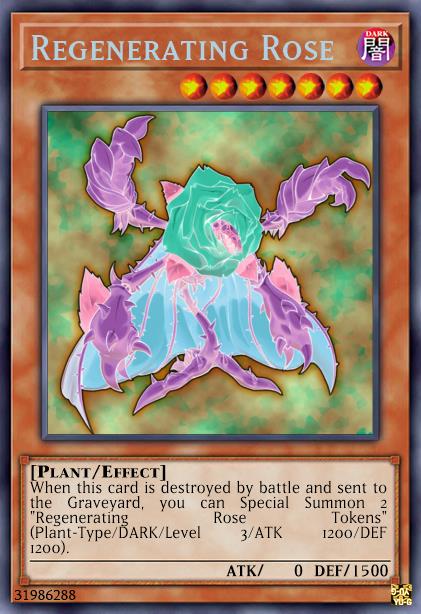 Regenerating Rose
DARK
闇
[Plant/Effect]
When this card is destroyed by battle and sent to
the Graveyard, you can Special Summon 2
"Regenerating Rose Tokens"
(Plant-Type/DARK/Level 3/ATK 1200/DEF
1200).
ATK/ 0 DEF/1500
31986288